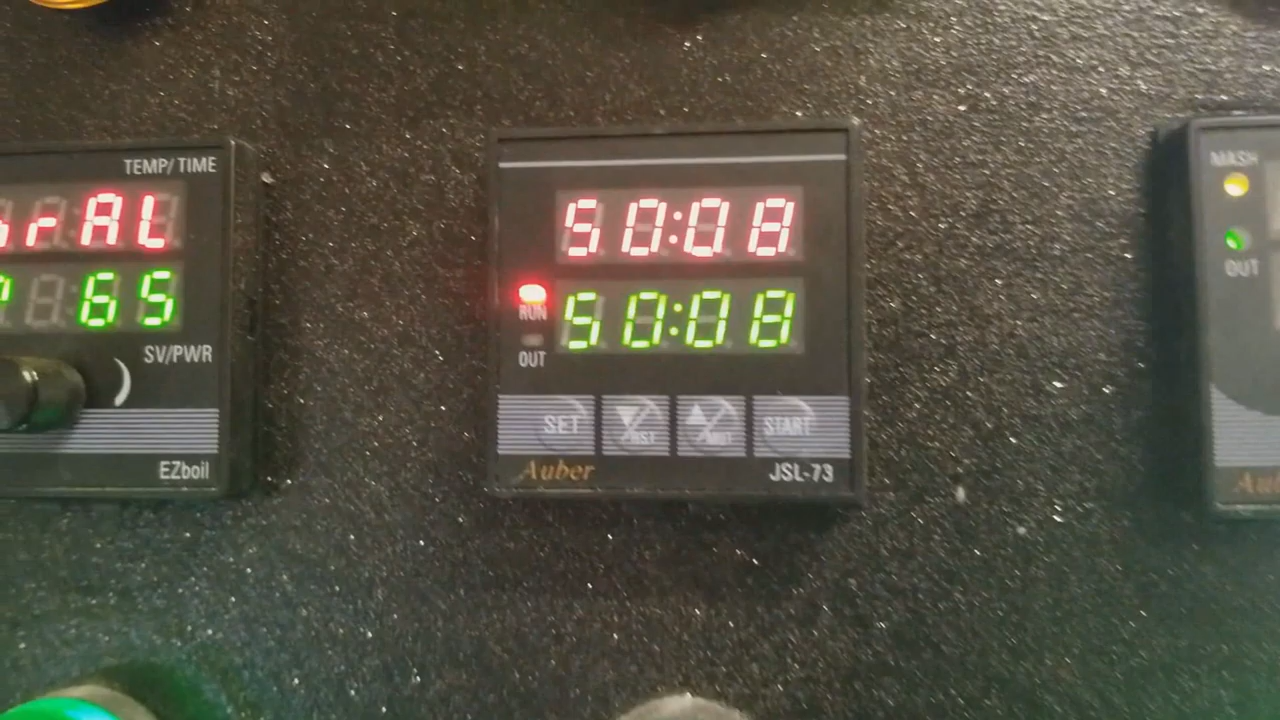 TEMP/TIME
rAL
65
SV/PWR
EZboil
50:08
RUN
50:08
OUT
SET
RST
START
Auber
JSL-73
MASH
OUT